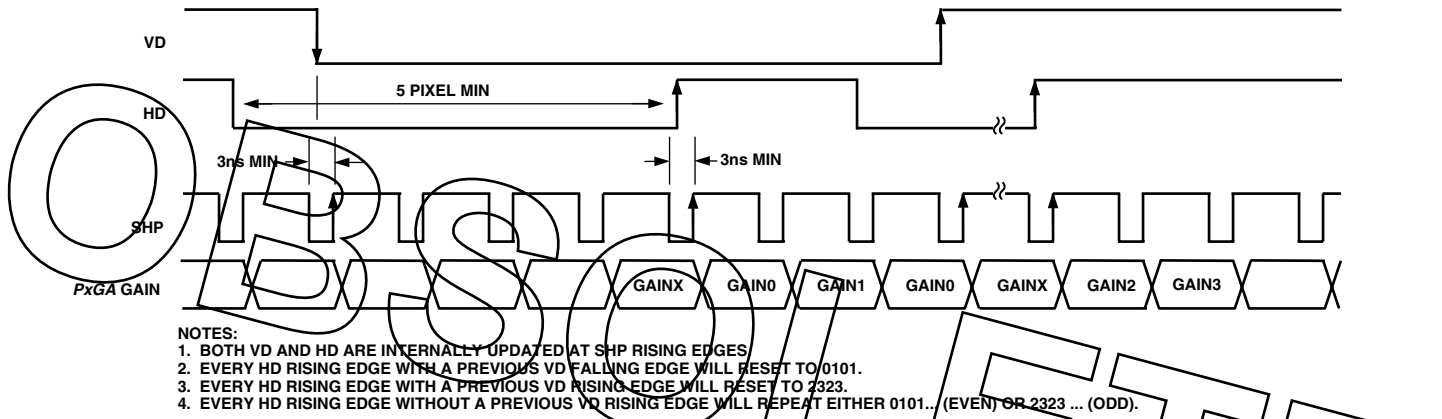 VD
5 PIXEL MIN
HD
3ns MIN
3ns MIN
SHP
PxGA GAIN
GAINX
GAIN0
GAIN1
GAIN0
GAINX
GAIN2
GAIN3
NOTES:
1. BOTH VD AND HD ARE INTERNALLY UPDATED AT SHP RISING EDGES
2. EVERY HD RISING EDGE WITH A PREVIOUS VD FALLING EDGE WILL RESET TO 0101.
3. EVERY HD RISING EDGE WITH A PREVIOUS VD RISING EDGE WILL RESET TO 2323.
4. EVERY HD RISING EDGE WITHOUT A PREVIOUS VD RISING EDGE WILL REPEAT EITHER 0101... (EVEN) OR 2323 ... (ODD).
OBSOLET